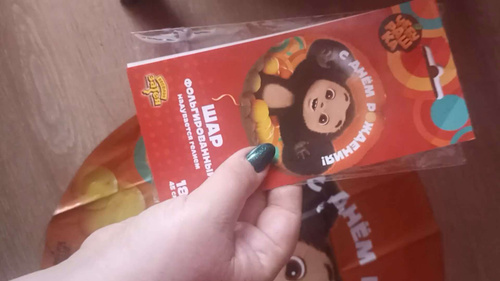 С ДНЁМ РОЖДЕНИЯ!
ШАР
ФОЛЬГИРОВАННЫЙ
НАДУВАЕТСЯ ГЕЛИЕМ
18
С ДНЁМ